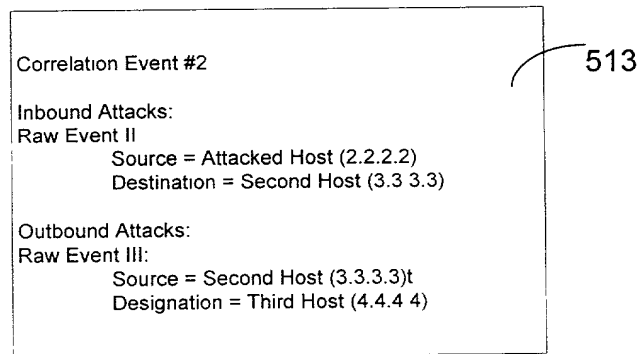 Correlation Event #2
513
Inbound Attacks:
Raw Event II
Source = Attacked Host (2.2.2.2)
Destination = Second Host (3.3 3.3)
Outbound Attacks:
Raw Event III:
Source = Second Host (3.3.3.3)t
Designation = Third Host (4.4.4 4)